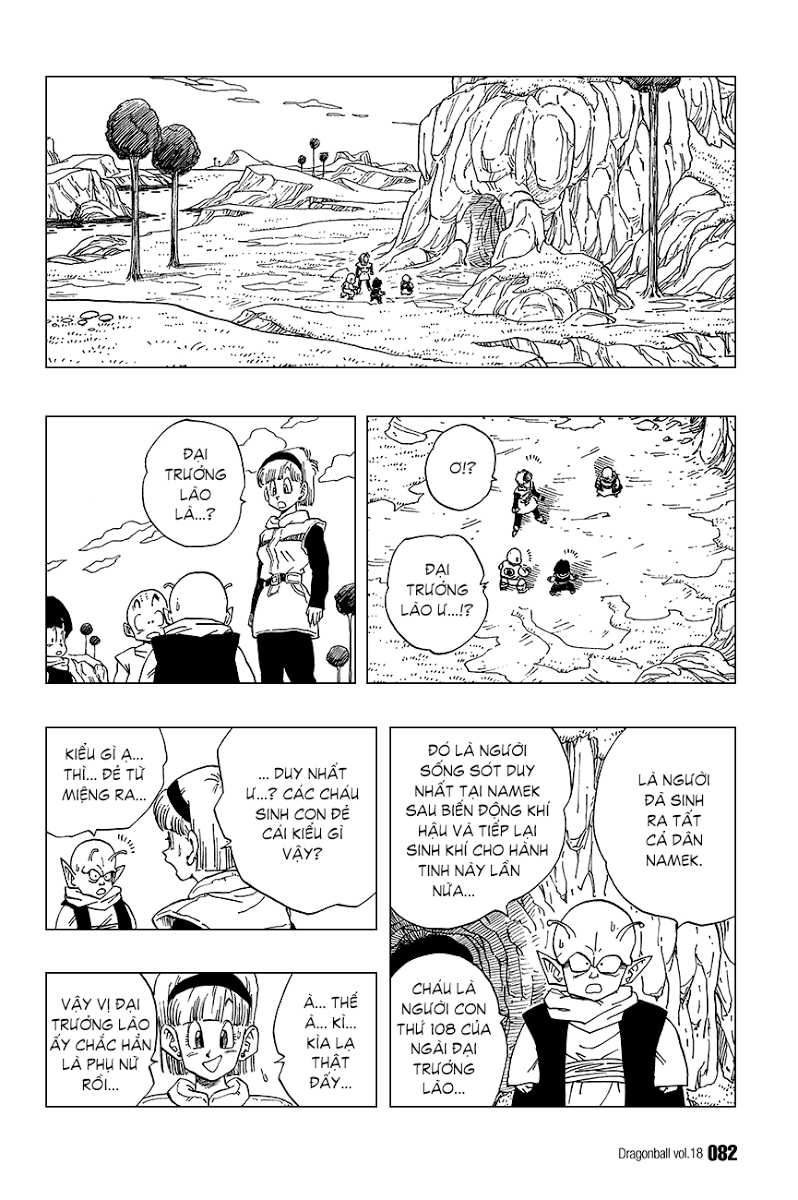 Ơ!?
ĐẠI
TRƯỞNG
LÃO Ư...!?
ĐẠI
TRƯỞNG
LÃO
LÀ...?
LÀ NGƯỜI
ĐÃ SINH
RA TẤT
CẢ DÂN
NAMEK.
ĐÓ LÀ NGƯỜI
SỐNG SÓT DUY
NHẤT TẠI NAMEK
SAU BIẾN ĐỘNG KHÍ
HẬU VÀ TIẾP LẠI
SINH KHÍ CHO HÀNH
TINH NÀY LẦN
NỮA...
CHÁU LÀ
NGƯỜI CON
THỨ 108 CỦA
NGÀI ĐẠI
TRƯỞNG
LÃO...
... DUY NHẤT
Ư...? CÁC CHÁU
SINH CON ĐẺ
CÁI KIỂU GÌ
VẬY?
KIỂU GÌ Ạ...
THÌ... ĐẺ TỪ
MIỆNG RA...
À... THẾ
À... KÌ...
KÌA LẠ
THẬT
ĐẤY...
VẬY VỊ ĐẠI
TRƯỞNG LÃO
ẤY CHẮC HẲN
LÀ PHỤ NỮ
RỒI...
Dragonball vol.18 082